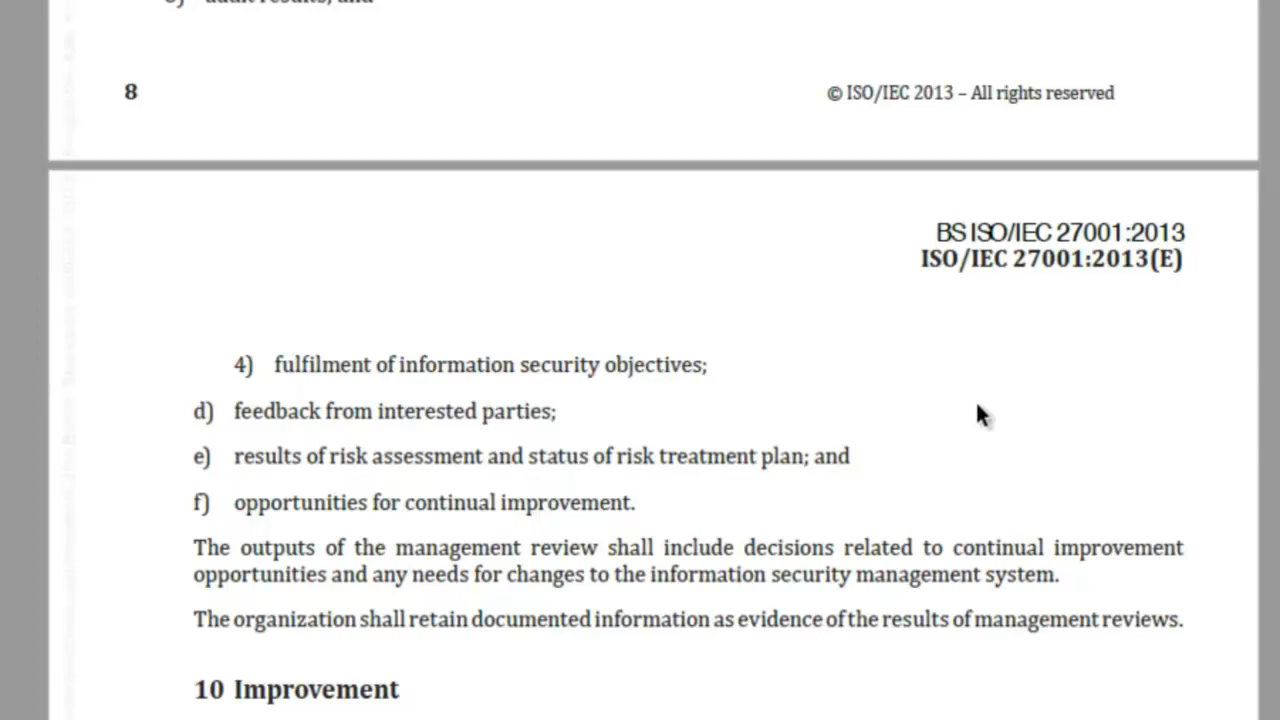 audit results; and
8
© ISO/IEC 2013 – All rights reserved
BS ISO/IEC 27001:2013
ISO/IEC 27001:2013(E)
4) fulfilment of information security objectives;
d) feedback from interested parties;
e) results of risk assessment and status of risk treatment plan; and
f) opportunities for continual improvement.
The outputs of the management review shall include decisions related to continual improvement
opportunities and any needs for changes to the information security management system.
The organization shall retain documented information as evidence of the results of management reviews.
10 Improvement